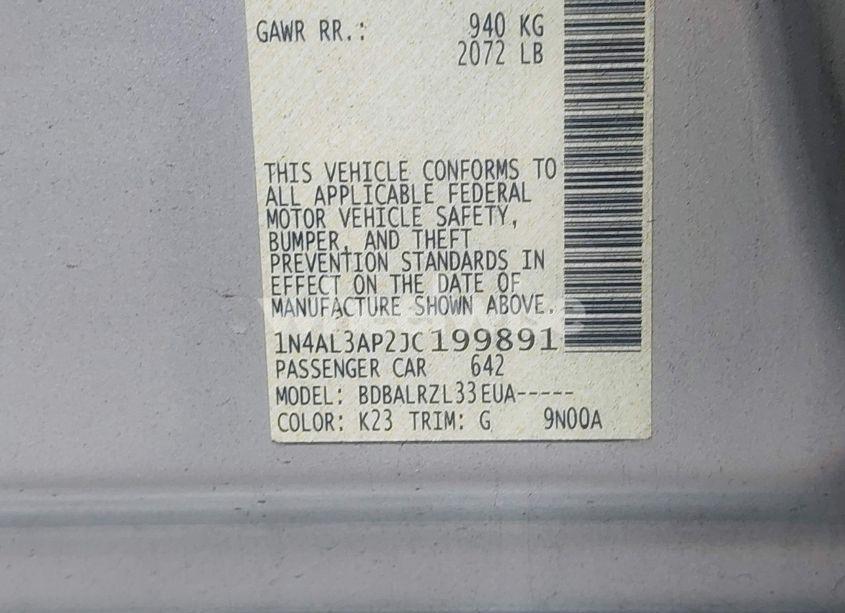 GAWR RR.: 940 KG
2072 LB
THIS VEHICLE CONFORMS TO
ALL APPLICABLE FEDERAL
MOTOR VEHICLE SAFETY,
BUMPER, AND THEFT
PREVENTION STANDARDS IN
EFFECT ON THE DATE OF
MANUFACTURE SHOWN ABOVE.
1N4AL3AP2JC199891
PASSENGER CAR 642
MODEL: BDBALRZL33EUA-----
COLOR: K23 TRIM: G 9N00A